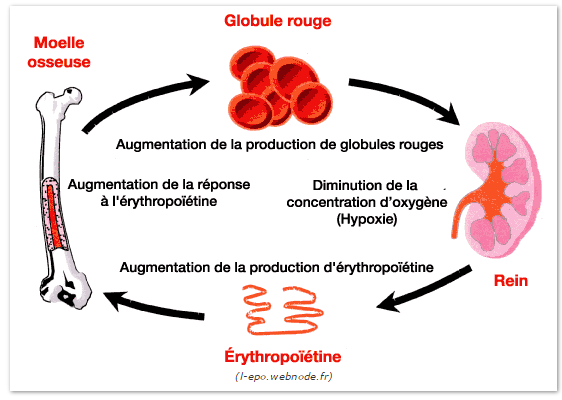 Globule rouge
Moelle
osseuse
Augmentation de la production de globules rouges
Augmentation de la réponse
à l'érythropoïétine
Diminution de la
concentration d'oxygène
(Hypoxie)
Augmentation de la production d'érythropoïétine
Rein
Érythropoïétine
(l-epo.webnode.fr)